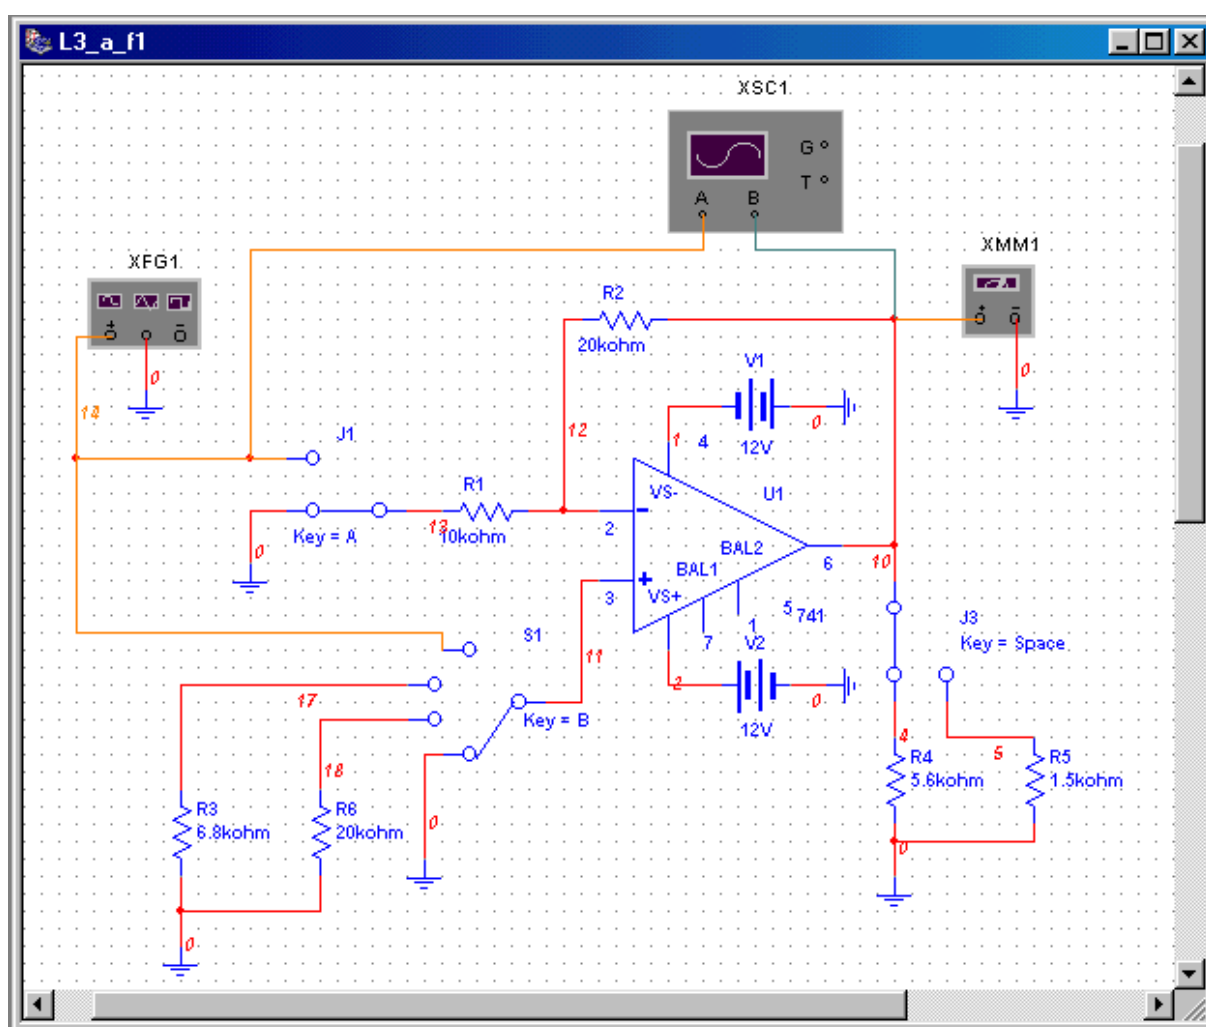 L3_a_f1
XSC1
G
T
A B
XFG1
XMM1
R2
20kohm
V1
12V
0
0
0
14
12
1 4
J1
R1
10kohm
13
Key = A
0
VS-
U1
2
BAL2
BAL1
6
10
3
VS+
5
741
1
7
S1
11
V2
2
0
12V
J3
Key = Space
17
Key = B
18
4
5
R4
5.6kohm
R5
1.5kohm
R3
6.8kohm
R6
20kohm
0
0
0